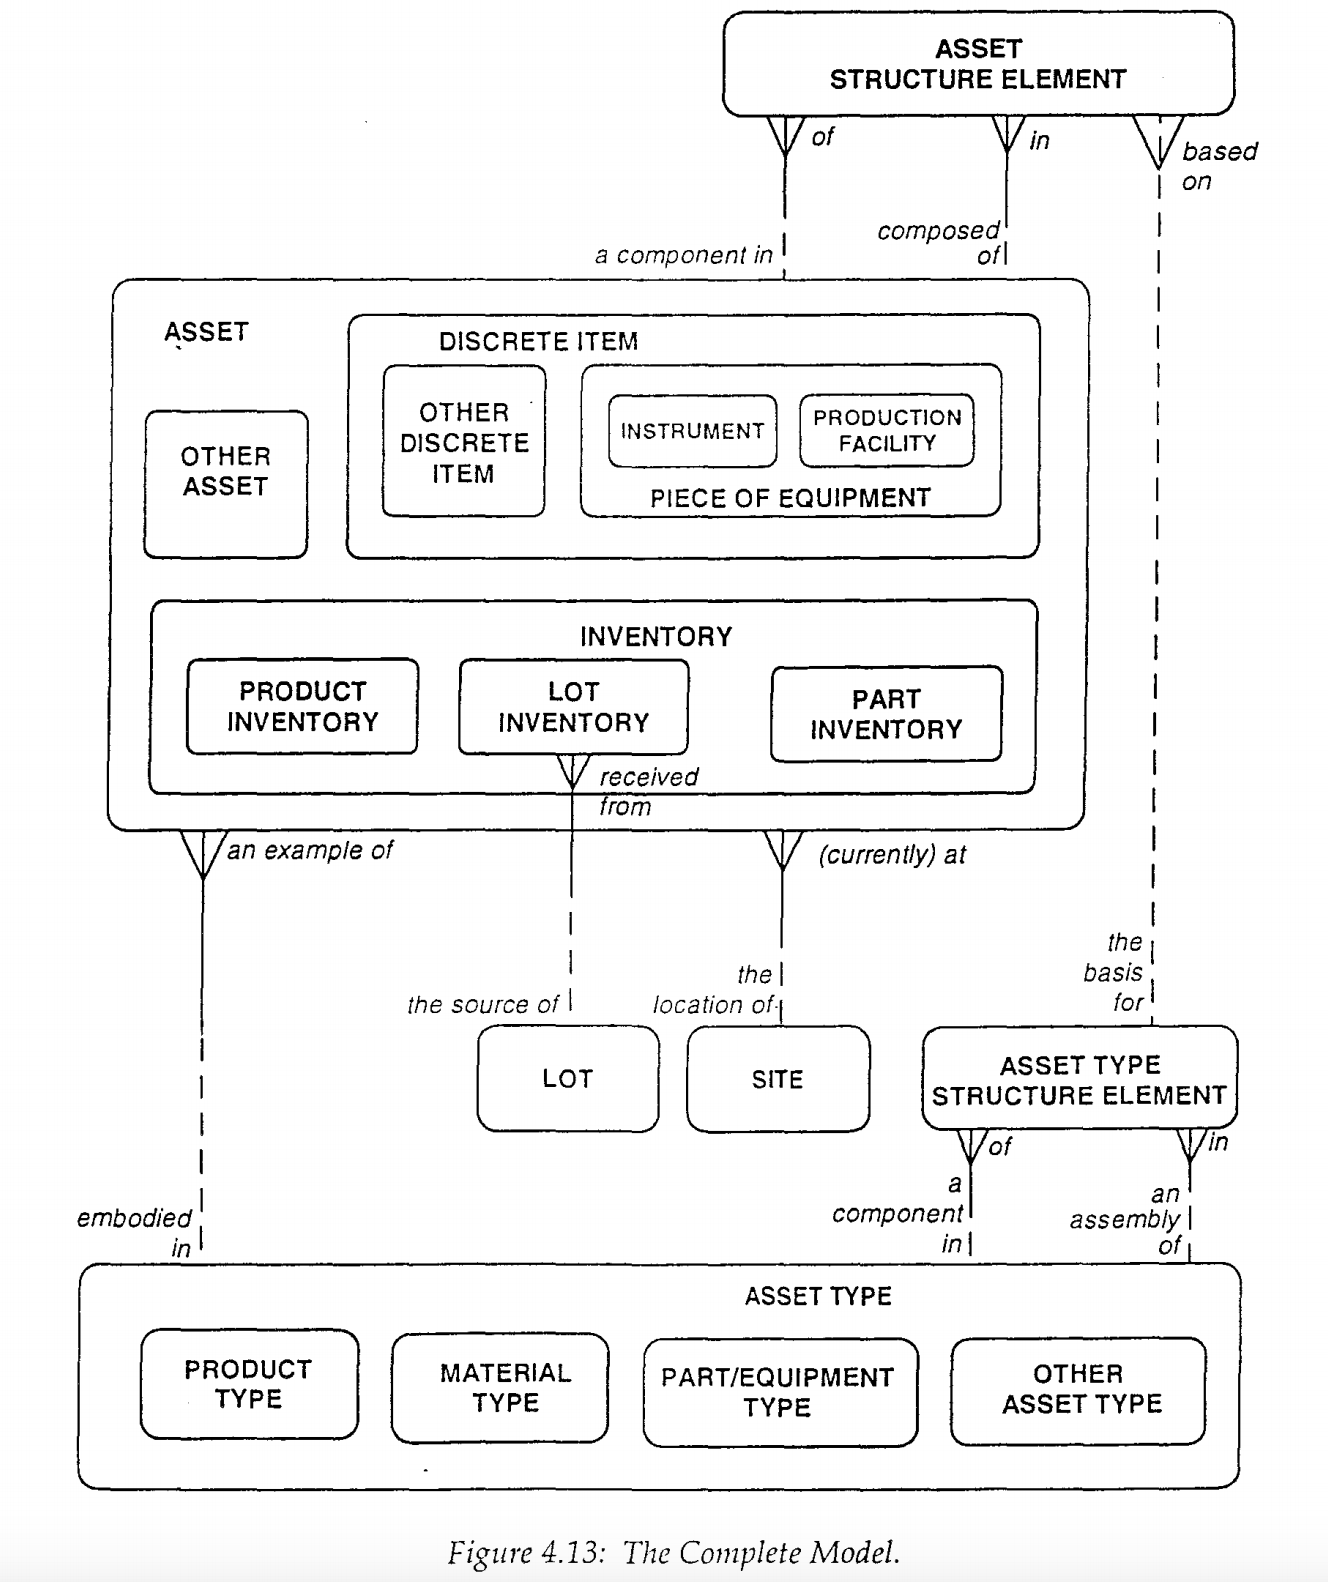 ASSET
STRUCTURE ELEMENT
of
in
based
on
a component in
composed
of
ASSET
DISCRETE ITEM
OTHER
DISCRETE
ITEM
INSTRUMENT
PRODUCTION
FACILITY
PIECE OF EQUIPMENT
OTHER
ASSET
INVENTORY
PRODUCT
INVENTORY
LOT
INVENTORY
PART
INVENTORY
received
from
an example of
(currently) at
the
basis
for
the source of
the
location of
LOT
SITE
ASSET TYPE
STRUCTURE ELEMENT
of
in
a
component
in
an
assembly
of
embodied
in
ASSET TYPE
PRODUCT
TYPE
MATERIAL
TYPE
PART/EQUIPMENT
TYPE
OTHER
ASSET TYPE
Figure 4.13: The Complete Model.